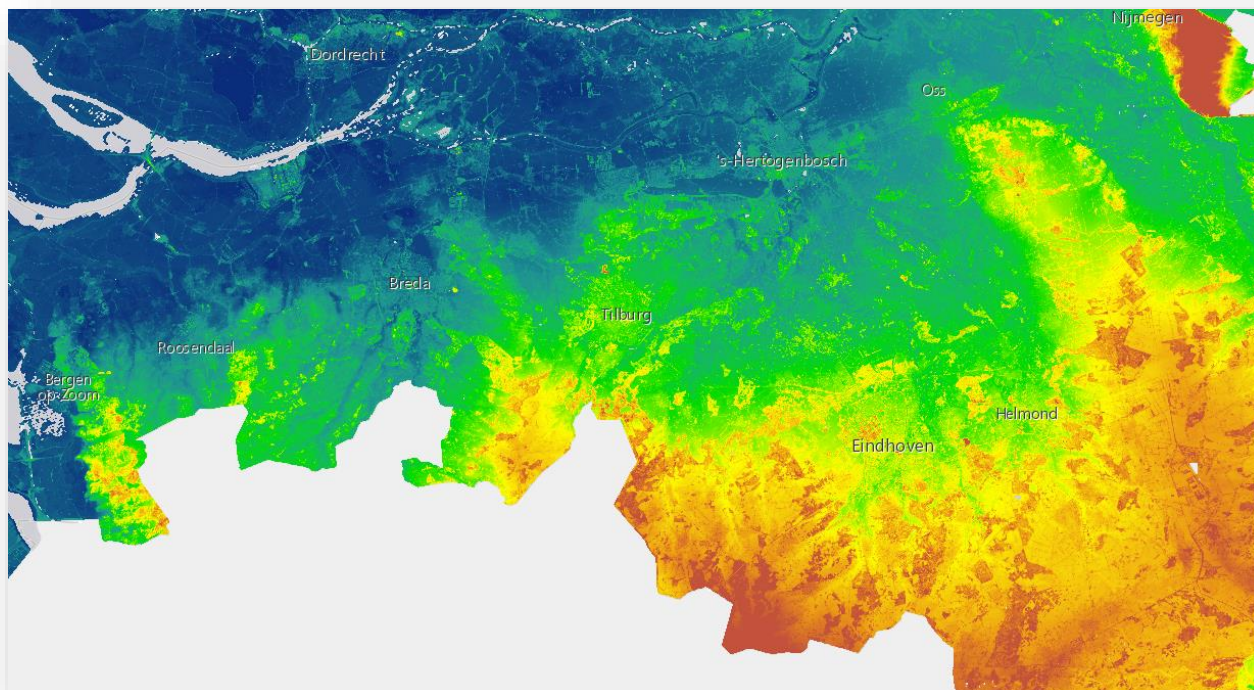 Nijmegen
Dordrecht
Oss
's-Hertogenbosch
Breda
Tilburg
Roosendaal
Bergen
op-Zoom
Helmond
Eindhoven